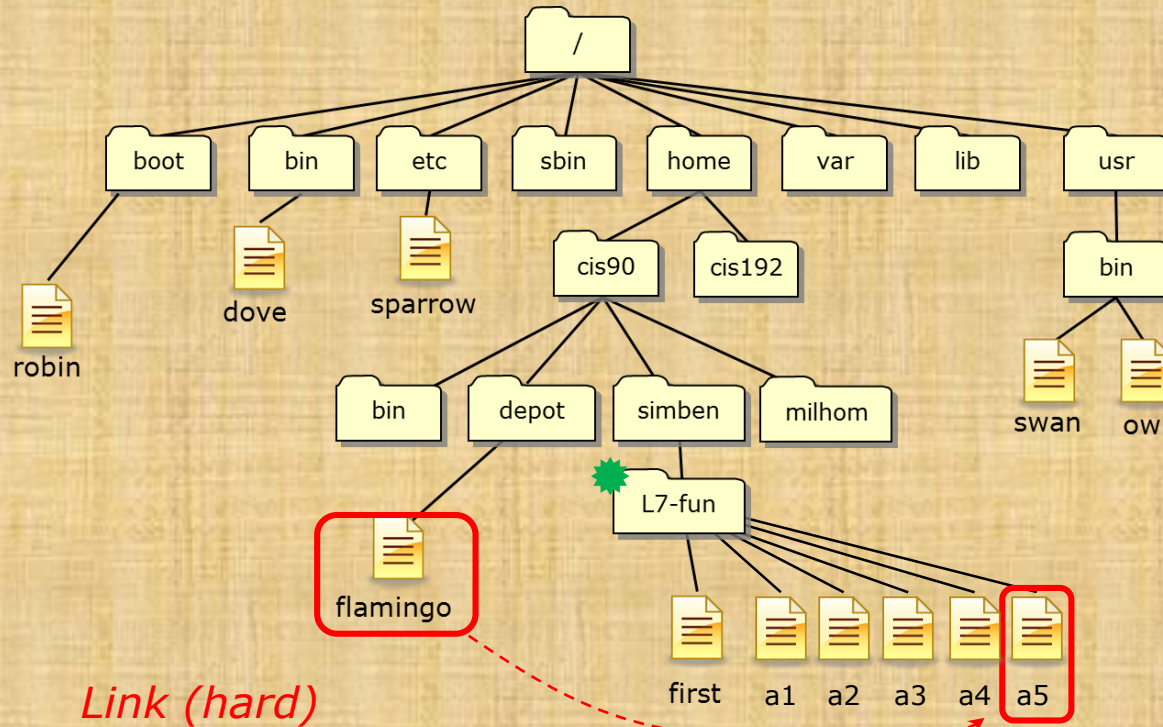 /
boot bin etc sbin home var lib usr
cis90 cis192 bin
dove sparrow
robin
bin depot simben milhom
swan ow
L7-fun
flamingo
first a1 a2 a3 a4 a5
Link (hard)